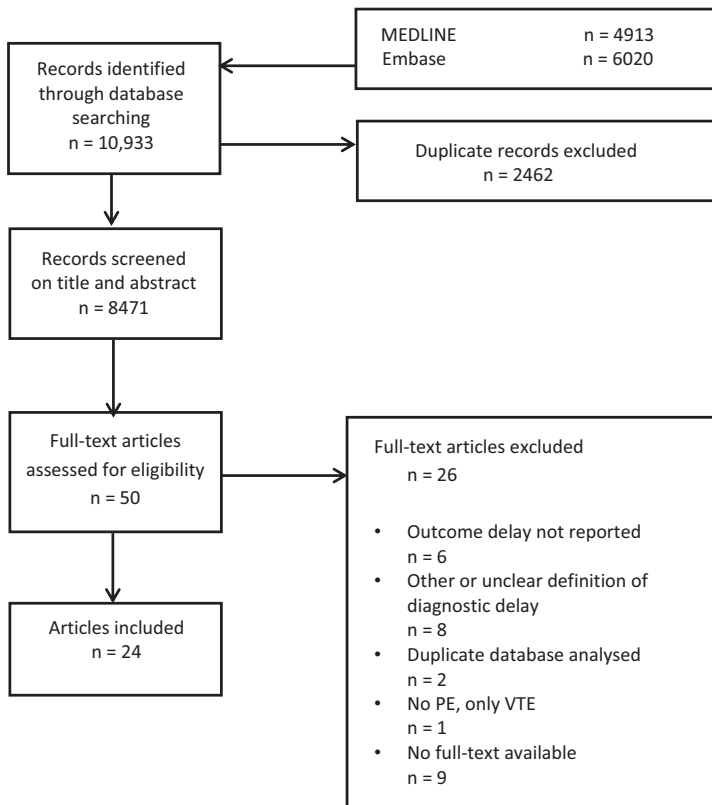 MEDLINE n = 4913
Embase n = 6020
Records identified
through database
searching
n = 10,933
Duplicate records excluded
n = 2462
Records screened
on title and abstract
n = 8471
Full-text articles
assessed for eligibility
n = 50
Full-text articles excluded
n = 26
• Outcome delay not reported
n = 6
• Other or unclear definition of
diagnostic delay
n = 8
• Duplicate database analysed
n = 2
• No PE, only VTE
n = 1
• No full-text available
n = 9
Articles included
n = 24